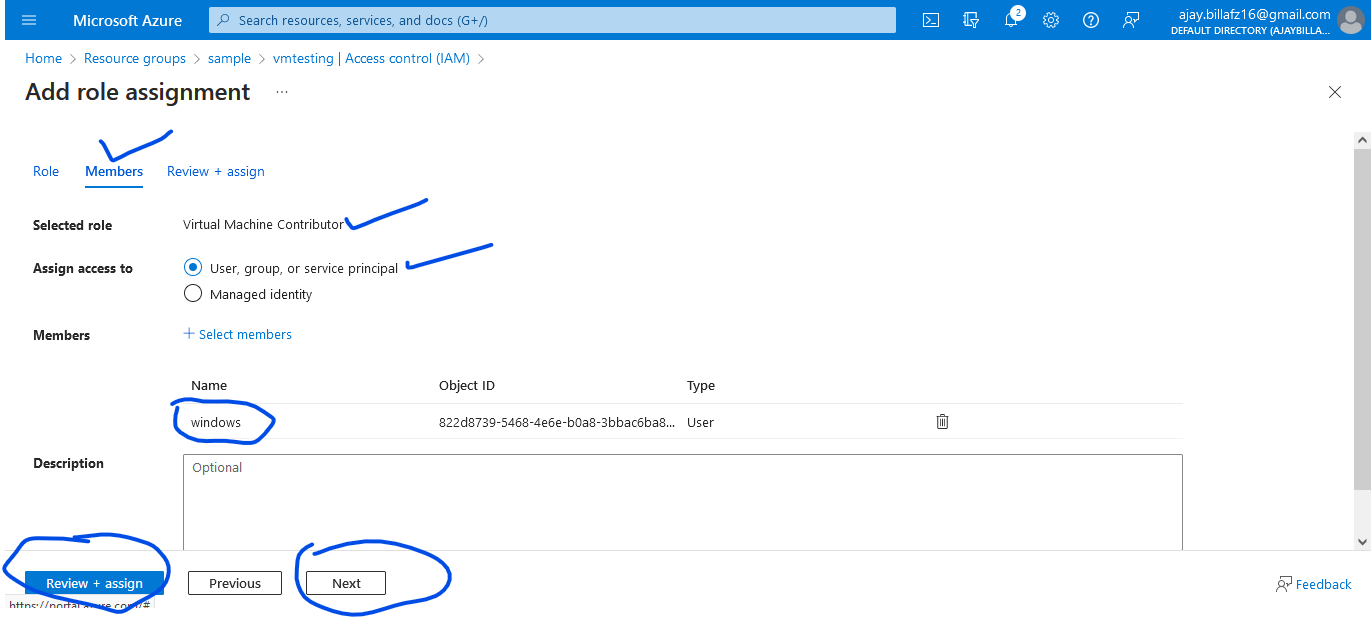 Microsoft Azure
Search resources, services, and docs (G+/)
2
ajay.billafz16@gmail.com
DEFAULT DIRECTORY (AJAYBILLA...
Home > Resource groups > sample > vmtesting | Access control (IAM) >
Add role assignment ...
Role Members Review + assign
Selected role Virtual Machine Contributor
Assign access to User, group, or service principal
Managed identity
Members + Select members
Name Object ID Type
windows 822d8739-5468-4e6e-b0a8-3bbac6ba8... User
Description Optional
Review + assign Previous Next
Feedback
https://portal.azure.com/#